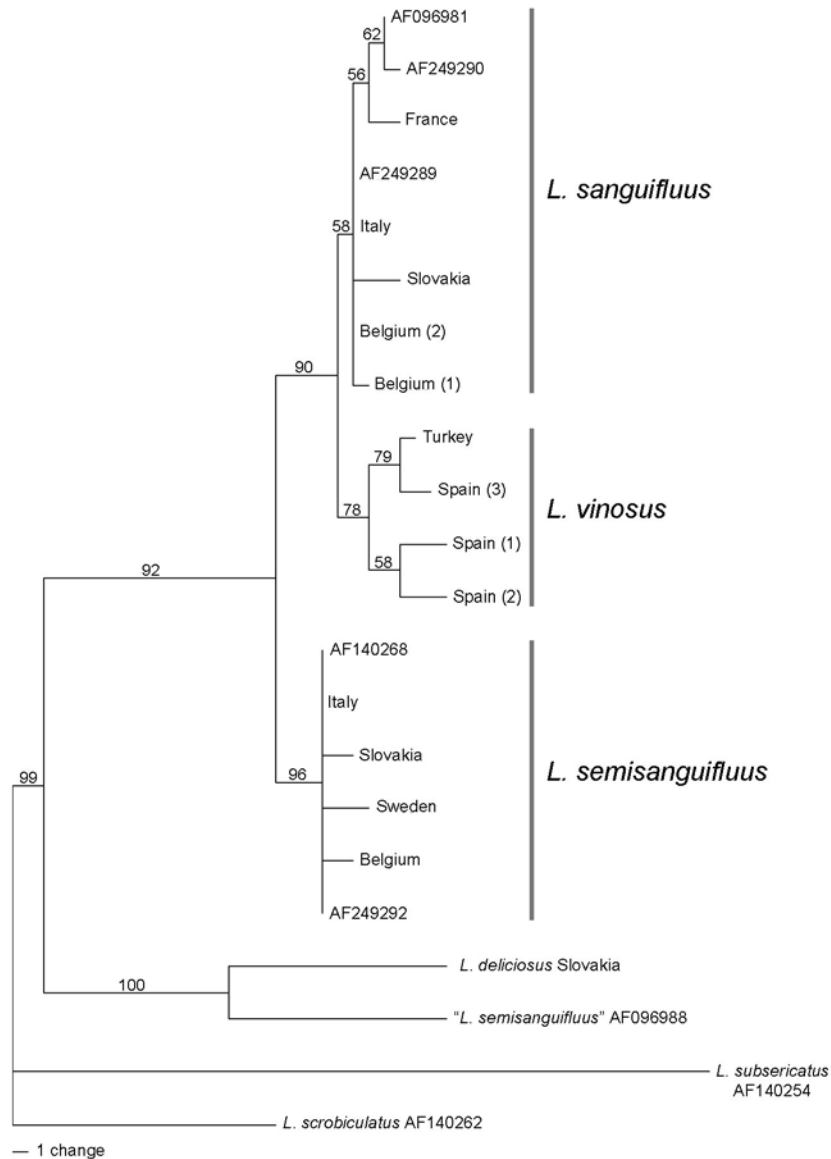 AF096981
62
AF249290
56
France
AF249289
L. sanguifluus
58
Italy
Slovakia
Belgium (2)
90
Belgium (1)
Turkey
79
Spain (3)
78
L. vinosus
Spain (1)
58
Spain (2)
92
AF140268
Italy
Slovakia
96
L. semisanguifluus
99
Sweden
Belgium
AF249292
L. deliciosus Slovakia
100
“L. semisanguifluus” AF096988
L. subsericatus
AF140254
L. scrobiculatus AF140262
1 change